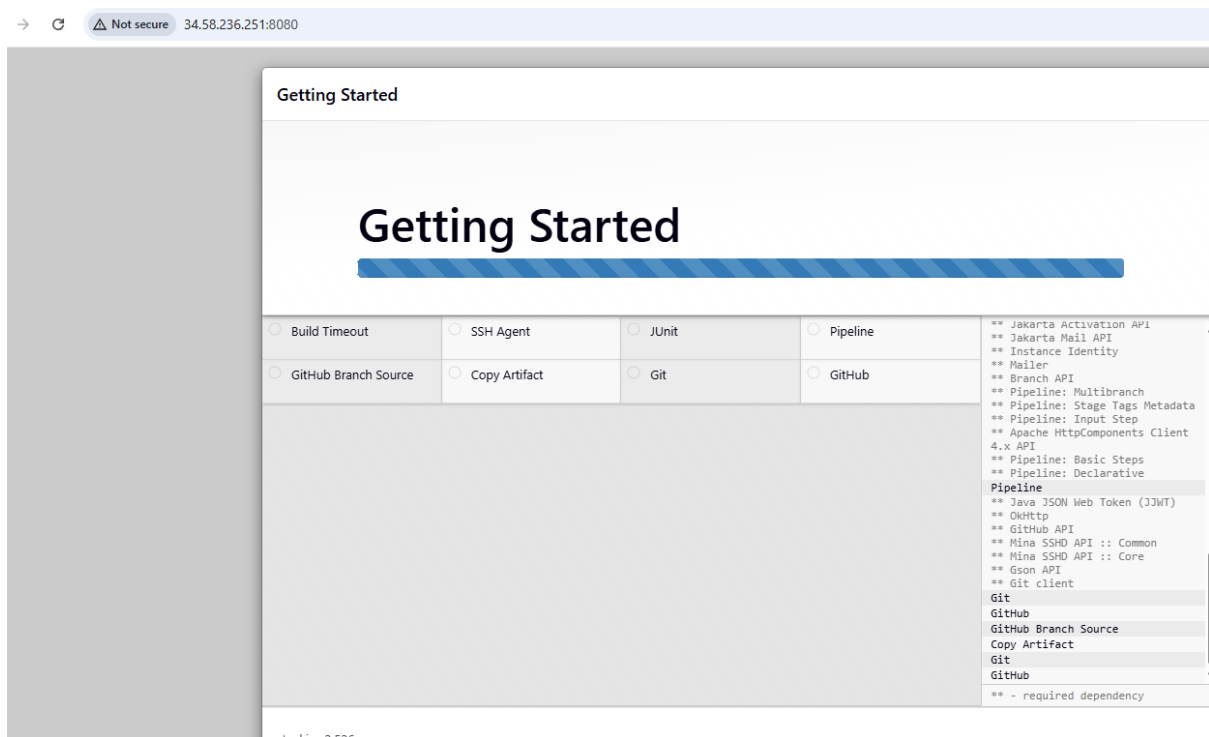 Not secure 34.58.236.251:8080
Getting Started
Getting Started
Build Timeout SSH Agent JUnit Pipeline
GitHub Branch Source Copy Artifact Git GitHub
** Jakarta Activation API
** Jakarta Mail API
** Instance Identity
** Mailer
** Branch API
** Pipeline: Multibranch
** Pipeline: Stage Tags Metadata
** Pipeline: Input Step
** Apache HttpComponents Client
4.x API
** Pipeline: Basic Steps
** Pipeline: Declarative
Pipeline
** Java JSON Web Token (JJWT)
** OkHttp
** GitHub API
** Mina SSHD API :: Common
** Mina SSHD API :: Core
** Gson API
** Git client
Git
GitHub
GitHub Branch Source
Copy Artifact
Git
GitHub
** - required dependency